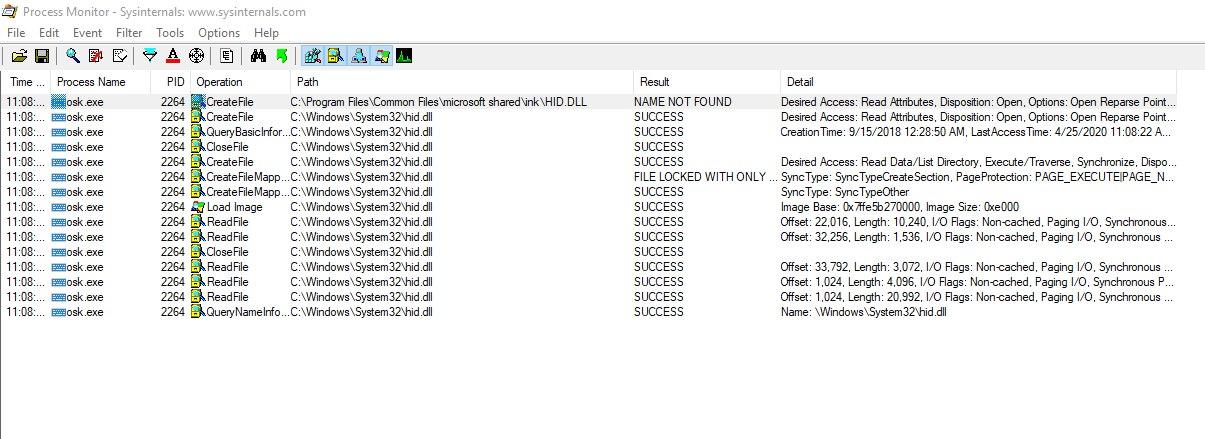 Process Monitor - Sysinternals: www.sysinternals.com
File Edit Event Filter Tools Options Help
Time ... Process Name PID Operation Path Result Detail
11:08:... osk.exe 2264 CreateFile C:\Program Files\Common Files\microsoft shared\ink\HID.DLL NAME NOT FOUND Desired Access: Read Attributes, Disposition: Open, Options: Open Reparse Point...
11:08:... osk.exe 2264 CreateFile C:\Windows\System32\hid.dll SUCCESS Desired Access: Read Attributes, Disposition: Open, Options: Open Reparse Point...
11:08:... osk.exe 2264 QueryBasicInfor... C:\Windows\System32\hid.dll SUCCESS CreationTime: 9/15/2018 12:28:50 AM, LastAccessTime: 4/25/2020 11:08:22 A...
11:08:... osk.exe 2264 CloseFile C:\Windows\System32\hid.dll SUCCESS
11:08:... osk.exe 2264 CreateFile C:\Windows\System32\hid.dll SUCCESS Desired Access: Read Data/List Directory, Execute/Traverse, Synchronize, Dispo...
11:08:... osk.exe 2264 CreateFileMapp... C:\Windows\System32\hid.dll FILE LOCKED WITH ONLY ... SyncType: SyncTypeCreateSection, PageProtection: PAGE_EXECUTE|PAGE_N...
11:08:... osk.exe 2264 CreateFileMapp... C:\Windows\System32\hid.dll SUCCESS SyncType: SyncTypeOther
11:08:... osk.exe 2264 Load Image C:\Windows\System32\hid.dll SUCCESS Image Base: 0x7ffe5b270000, Image Size: 0xe000
11:08:... osk.exe 2264 ReadFile C:\Windows\System32\hid.dll SUCCESS Offset: 22,016, Length: 10,240, I/O Flags: Non-cached, Paging I/O, Synchronous ...
11:08:... osk.exe 2264 ReadFile C:\Windows\System32\hid.dll SUCCESS Offset: 32,256, Length: 1,536, I/O Flags: Non-cached, Paging I/O, Synchronous ...
11:08:... osk.exe 2264 CloseFile C:\Windows\System32\hid.dll SUCCESS
11:08:... osk.exe 2264 ReadFile C:\Windows\System32\hid.dll SUCCESS Offset: 33,792, Length: 3,072, I/O Flags: Non-cached, Paging I/O, Synchronous ...
11:08:... osk.exe 2264 ReadFile C:\Windows\System32\hid.dll SUCCESS Offset: 1,024, Length: 4,096, I/O Flags: Non-cached, Paging I/O, Synchronous P...
11:08:... osk.exe 2264 ReadFile C:\Windows\System32\hid.dll SUCCESS Offset: 1,024, Length: 20,992, I/O Flags: Non-cached, Paging I/O, Synchronous ...
11:08:... osk.exe 2264 QueryNameInfo... C:\Windows\System32\hid.dll SUCCESS Name: \Windows\System32\hid.dll